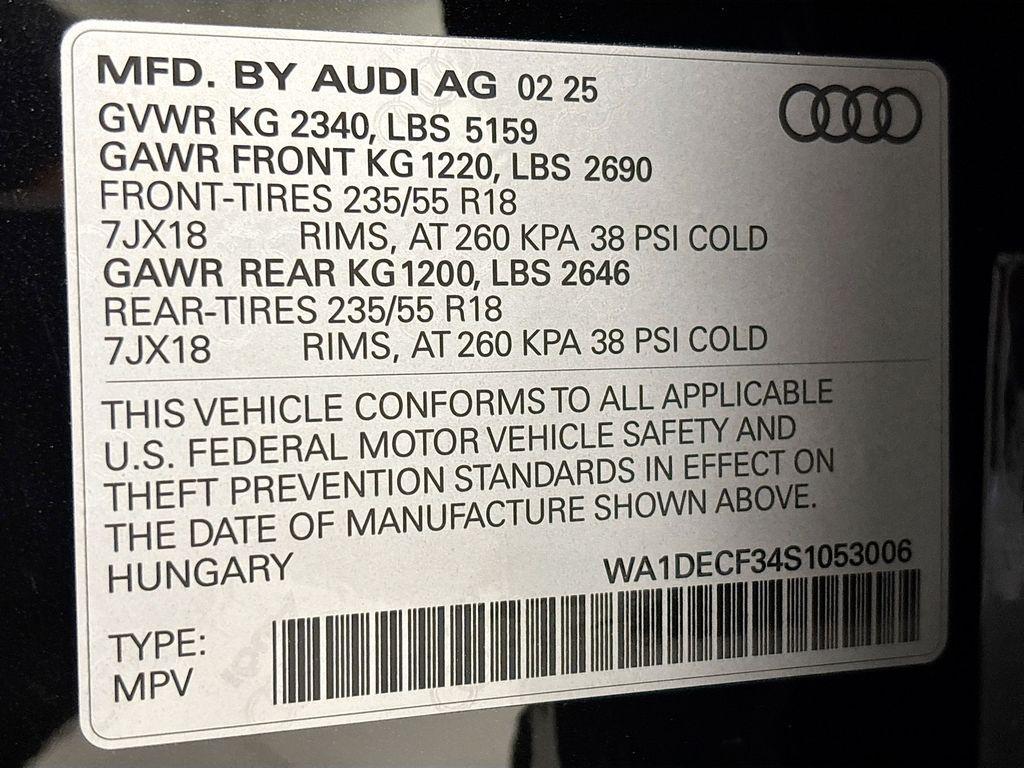 MFD. BY AUDI AG 02 25
GVWR KG 2340, LBS 5159
GAWR FRONT KG 1220, LBS 2690
FRONT-TIRES 235/55 R18
7JX18 RIMS, AT 260 KPA 38 PSI COLD
GAWR REAR KG 1200, LBS 2646
REAR-TIRES 235/55 R18
7JX18 RIMS, AT 260 KPA 38 PSI COLD
THIS VEHICLE CONFORMS TO ALL APPLICABLE
U.S. FEDERAL MOTOR VEHICLE SAFETY AND
THEFT PREVENTION STANDARDS IN EFFECT ON
THE DATE OF MANUFACTURE SHOWN ABOVE.
HUNGARY WA1DECF34S1053006
TYPE:
MPV